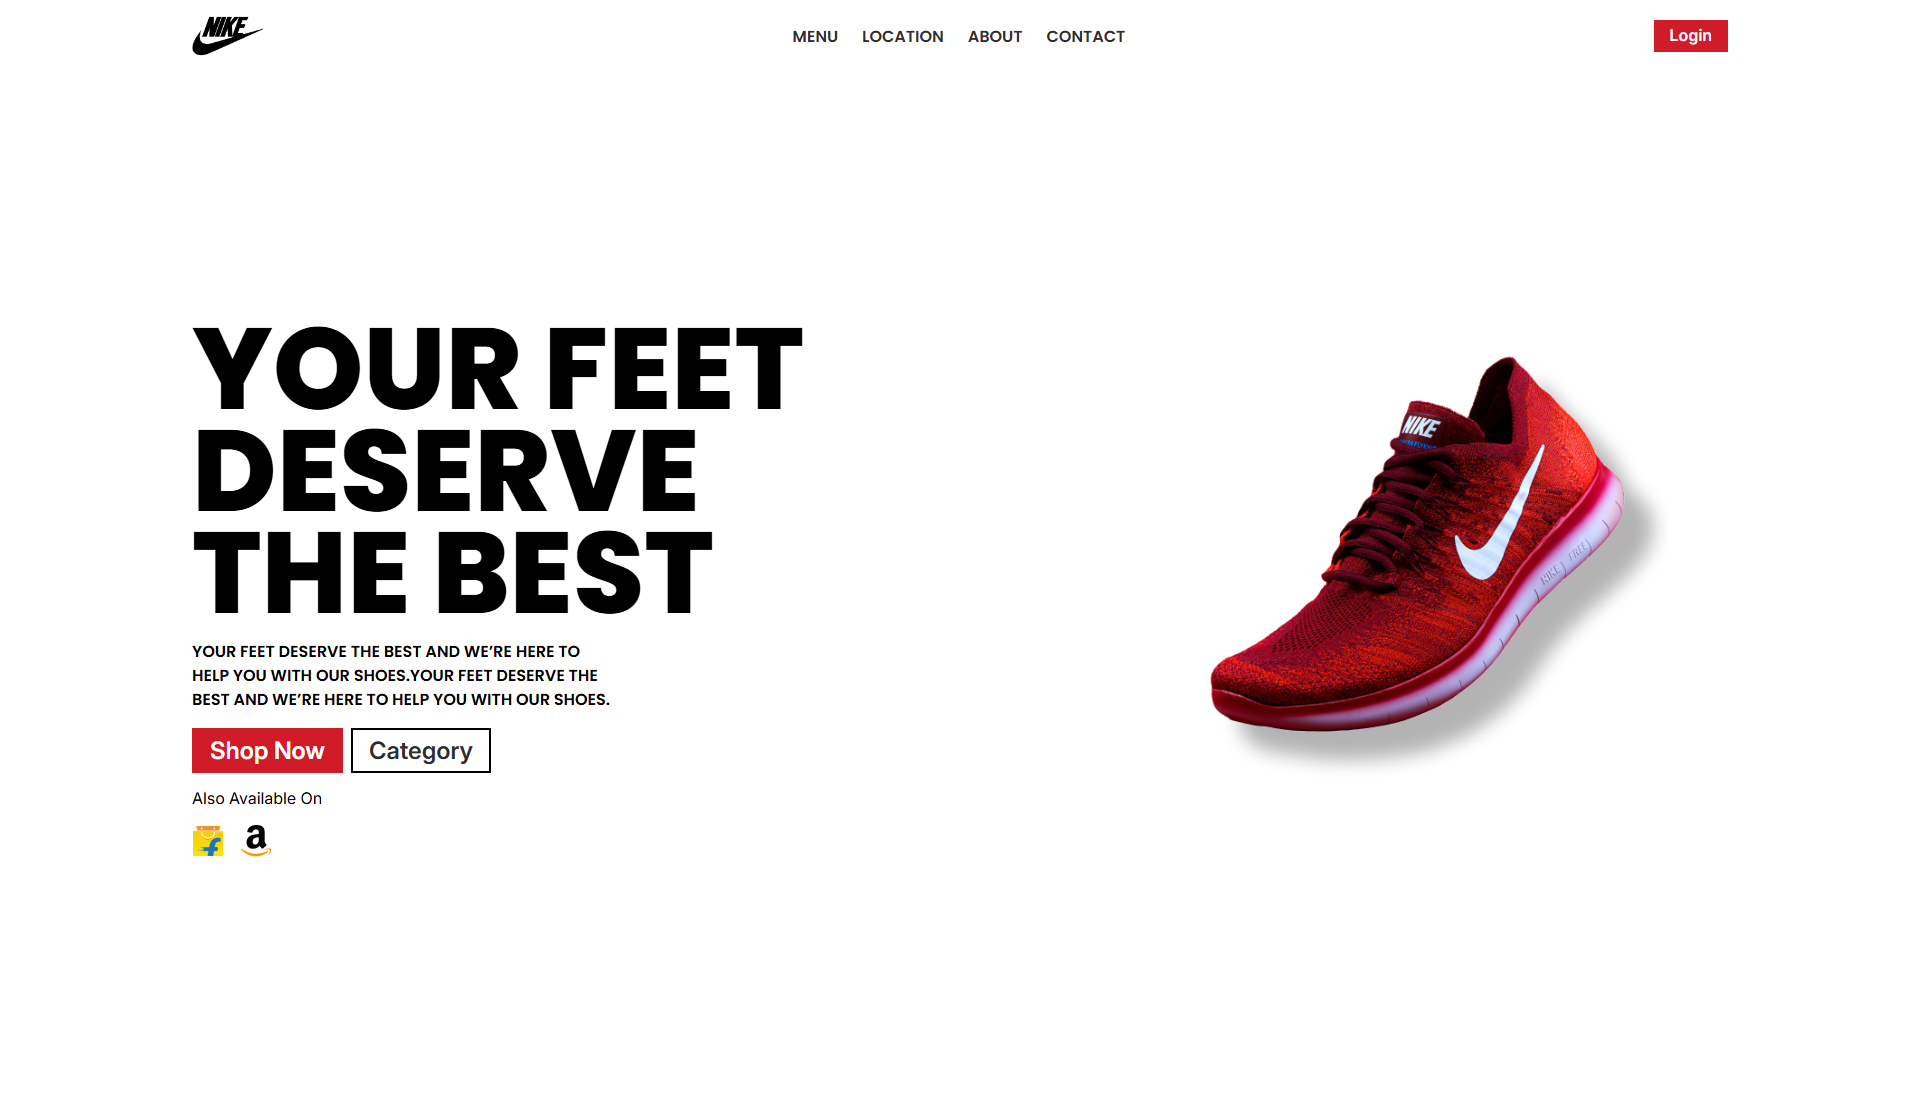 NIKE
MENU LOCATION ABOUT CONTACT
Login
YOUR FEET
DESERVE
THE BEST
YOUR FEET DESERVE THE BEST AND WE’RE HERE TO
HELP YOU WITH OUR SHOES.YOUR FEET DESERVE THE
BEST AND WE’RE HERE TO HELP YOU WITH OUR SHOES.
Shop Now Category
Also Available On
f a
NIKE
NIKE FREE